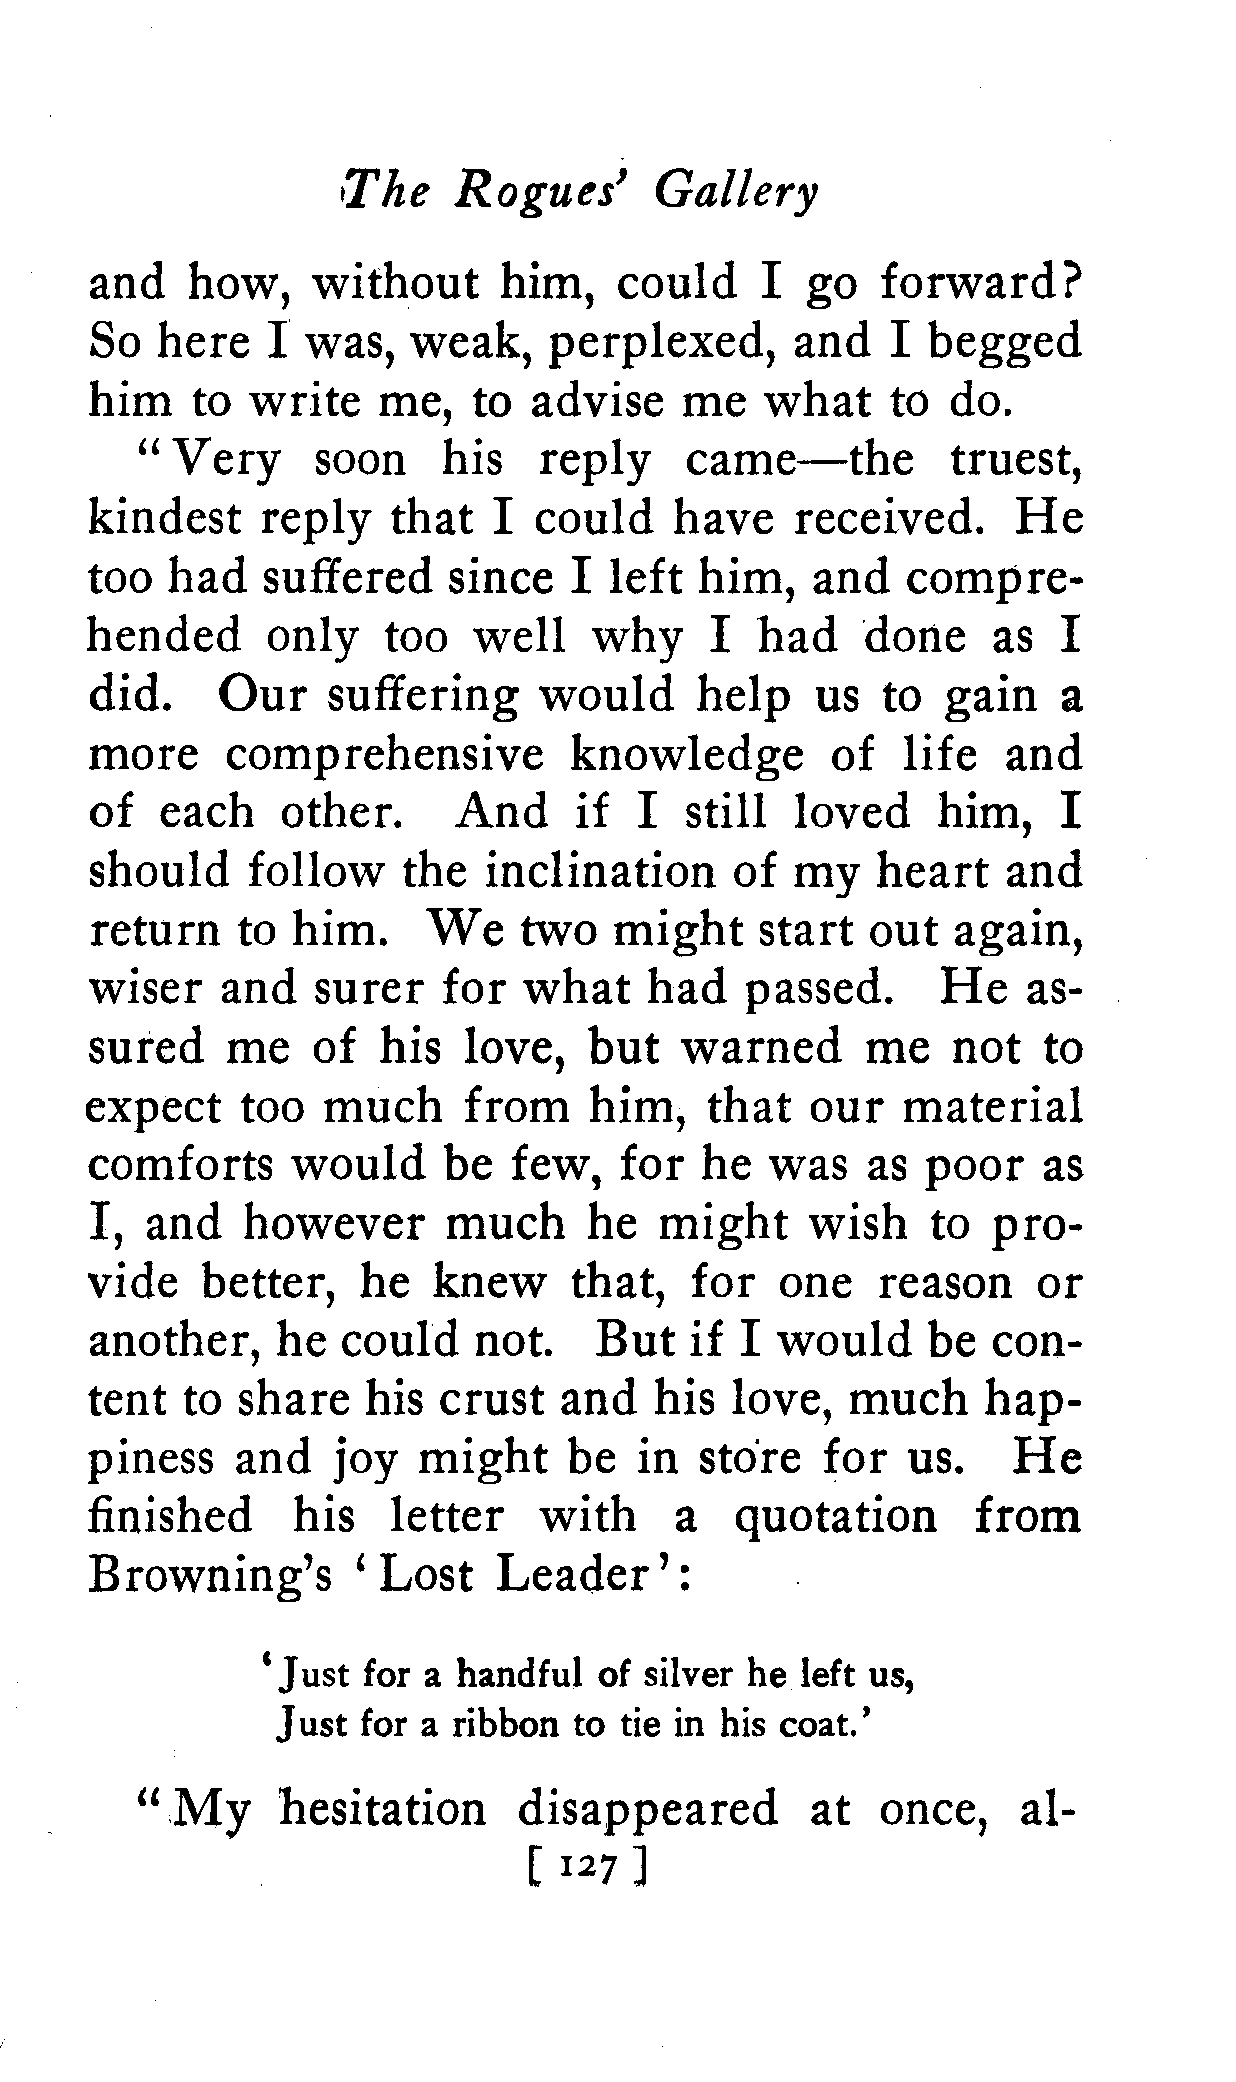 The Rogues' Gallery
and how, without him, could I go forward?
So here I was, weak, perplexed, and I begged
him to write me, to advise me what to do.
"Very soon his reply came—the truest,
kindest reply that I could have received. He
too had suffered since I left him, and compre-
hended only too well why I had done as I
did. Our suffering would help us to gain a
more comprehensive knowledge of life and
of each other. And if I still loved him, I
should follow the inclination of my heart and
return to him. We two might start out again,
wiser and surer for what had passed. He as-
sured me of his love, but warned me not to
expect too much from him, that our material
comforts would be few, for he was as poor as
I, and however much he might wish to pro-
vide better, he knew that, for one reason or
another, he could not. But if I would be con-
tent to share his crust and his love, much hap-
piness and joy might be in store for us. He
finished his letter with a quotation from
Browning's 'Lost Leader':
'Just for a handful of silver he left us,
Just for a ribbon to tie in his coat.'
"My hesitation disappeared at once, al-
[ 127 ]